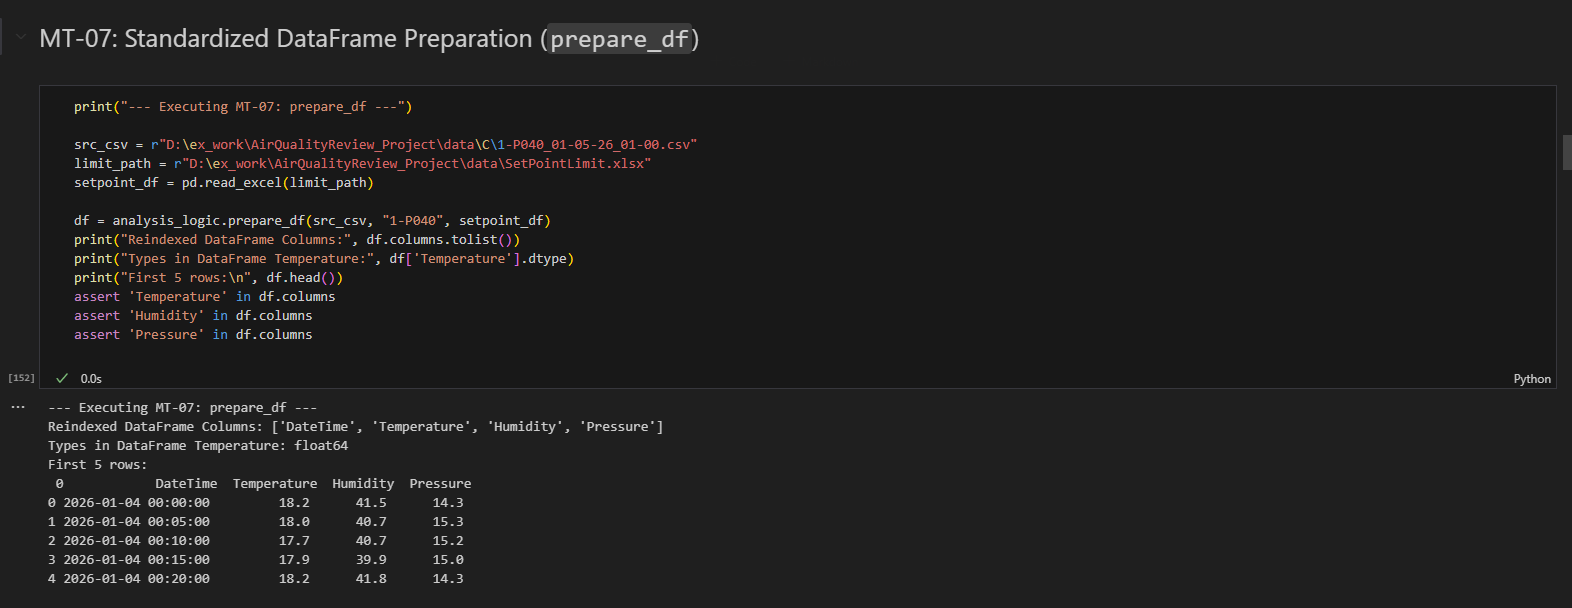 MT-07: Standardized DataFrame Preparation (prepare_df)
print("--- Executing MT-07: prepare_df ---")
src_csv = r"D:\ex_work\AirQualityReview_Project\data\C\1-P040_01-05-26_01-00.csv"
limit_path = r"D:\ex_work\AirQualityReview_Project\data\SetPointLimit.xlsx"
setpoint_df = pd.read_excel(limit_path)
df = analysis_logic.prepare_df(src_csv, "1-P040", setpoint_df)
print("Reindexed DataFrame Columns:", df.columns.tolist())
print("Types in DataFrame Temperature:", df['Temperature'].dtype)
print("First 5 rows:\n", df.head())
assert 'Temperature' in df.columns
assert 'Humidity' in df.columns
assert 'Pressure' in df.columns
[152] 0.0s Python
--- Executing MT-07: prepare_df ---
Reindexed DataFrame Columns: ['DateTime', 'Temperature', 'Humidity', 'Pressure']
Types in DataFrame Temperature: float64
First 5 rows:
0 DateTime Temperature Humidity Pressure
0 2026-01-04 00:00:00 18.2 41.5 14.3
1 2026-01-04 00:05:00 18.0 40.7 15.3
2 2026-01-04 00:10:00 17.7 40.7 15.2
3 2026-01-04 00:15:00 17.9 39.9 15.0
4 2026-01-04 00:20:00 18.2 41.8 14.3